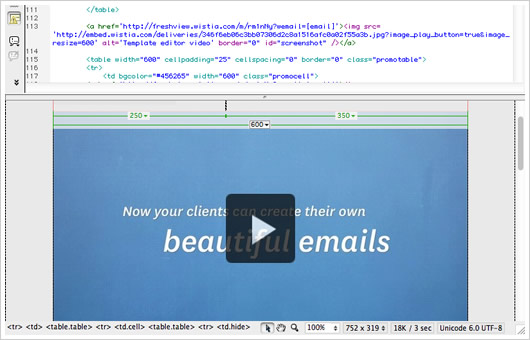 111
</table>
112
113
<a href='http://freshview.wistia.com/m/rm1nNy?wemail=[email]'><img src=
'http://embed.wistia.com/deliveries/346f6eb06c3bb07306d2c8a1516afc0a02f55a3b.jpg?image_play_button=true&image_
resize=600' alt='Template editor video' border="0" id="screenshot" /></a>
114
115
<table width="600" cellpadding="25" cellspacing="0" border="0" class="promotable">
116
<tr>
117
<td bgcolor="#456265" width="600" class="promocell">
250
350
600
Now your clients can create their own
beautiful emails
<tr> <td> <table.table> <tr> <td.cell> <table.table> <tr> <td.hide>
100%
752 x 319
18K / 3 sec
Unicode 6.0 UTF-8